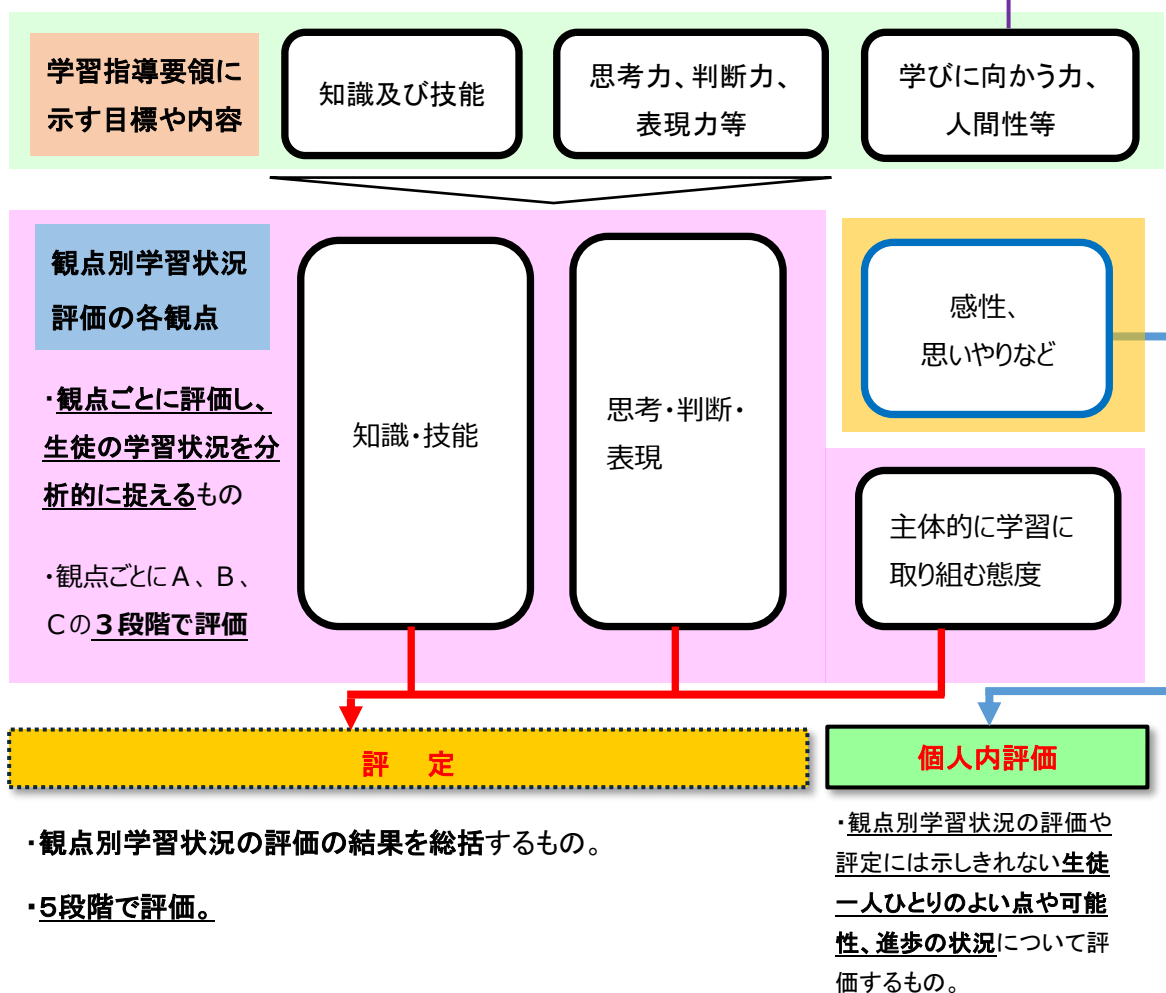 学習指導要領に
示す目標や内容
知識及び技能
思考力、判断力、
表現力等
学びに向かう力、
人間性等
観点別学習状況
評価の各観点
・観点ごとに評価し、
生徒の学習状況を分
析的に捉えるもの
・観点ごとにＡ、Ｂ、
Ｃの３段階で評価
知識・技能
思考・判断・
表現
感性、
思いやりなど
主体的に学習に
取り組む態度
評　定
・観点別学習状況の評価の結果を総括するもの。
・５段階で評価。
個人内評価
・観点別学習状況の評価や
評定には示しきれない生徒
一人ひとりのよい点や可能
性、進歩の状況について評
価するもの。